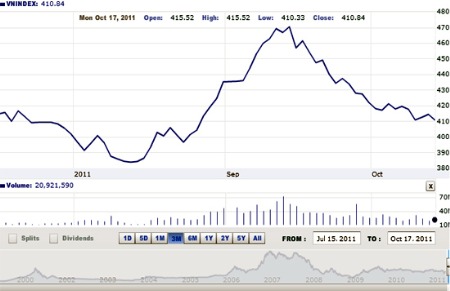 VNINDEX: 410.84
Mon Oct 17, 2011 Open: 415.52 High: 415.52 Low: 410.33 Close: 410.84
480
470
460
450
440
430
420
410
400
390
380
2011 Sep Oct
Volume: 20,921,590 X
70M
40M
10M
Splits Dividends 1D 5D 1M 3M 6M 1Y 2Y 5Y All FROM: Jul 15, 2011 TO: Oct 17, 2011
2000 2002 2003 2004 2005 2006 2007 2008 2009 2010 2011